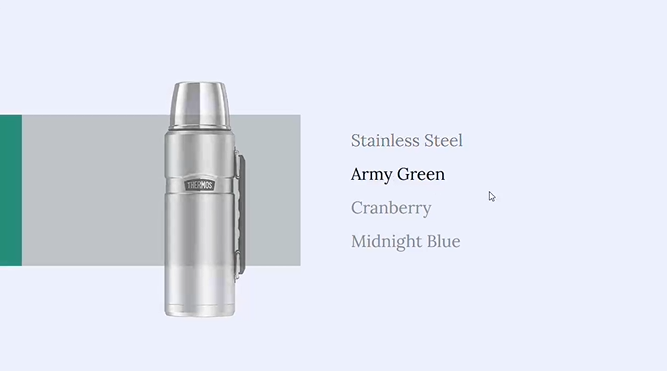 THERMOS
Stainless Steel
Army Green
Cranberry
Midnight Blue